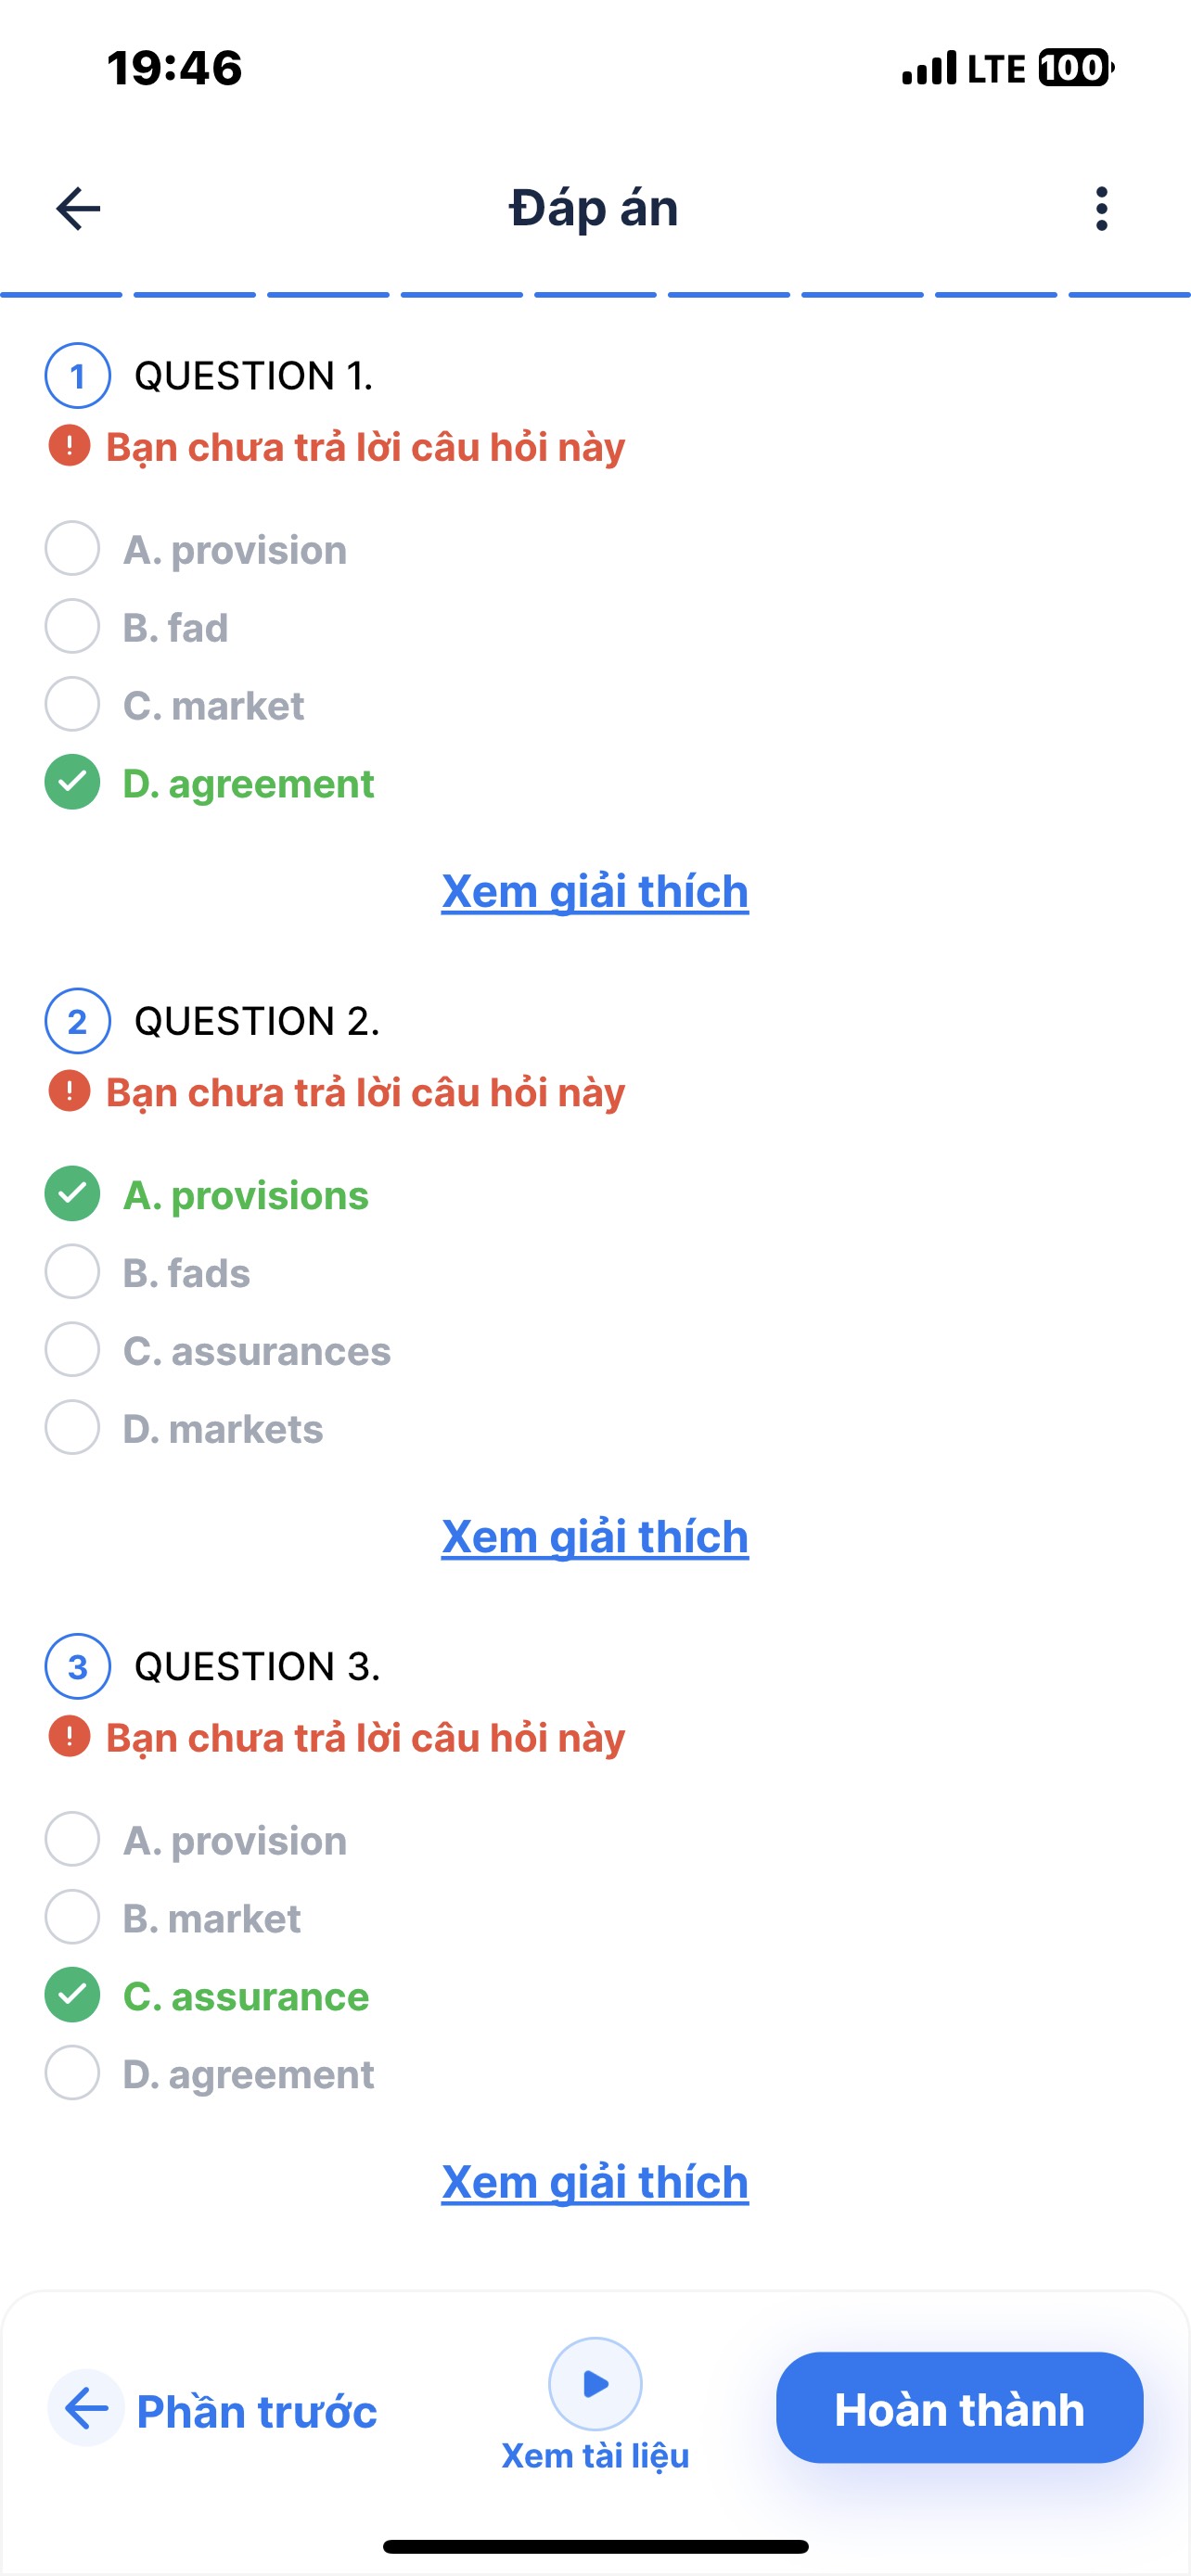 19:46
LTE 100
Đáp án
1 QUESTION 1.
! Bạn chưa trả lời câu hỏi này
A. provision
B. fad
C. market
D. agreement
Xem giải thích
2 QUESTION 2.
! Bạn chưa trả lời câu hỏi này
A. provisions
B. fads
C. assurances
D. markets
Xem giải thích
3 QUESTION 3.
! Bạn chưa trả lời câu hỏi này
A. provision
B. market
C. assurance
D. agreement
Xem giải thích
Phần trước
Xem tài liệu
Hoàn thành